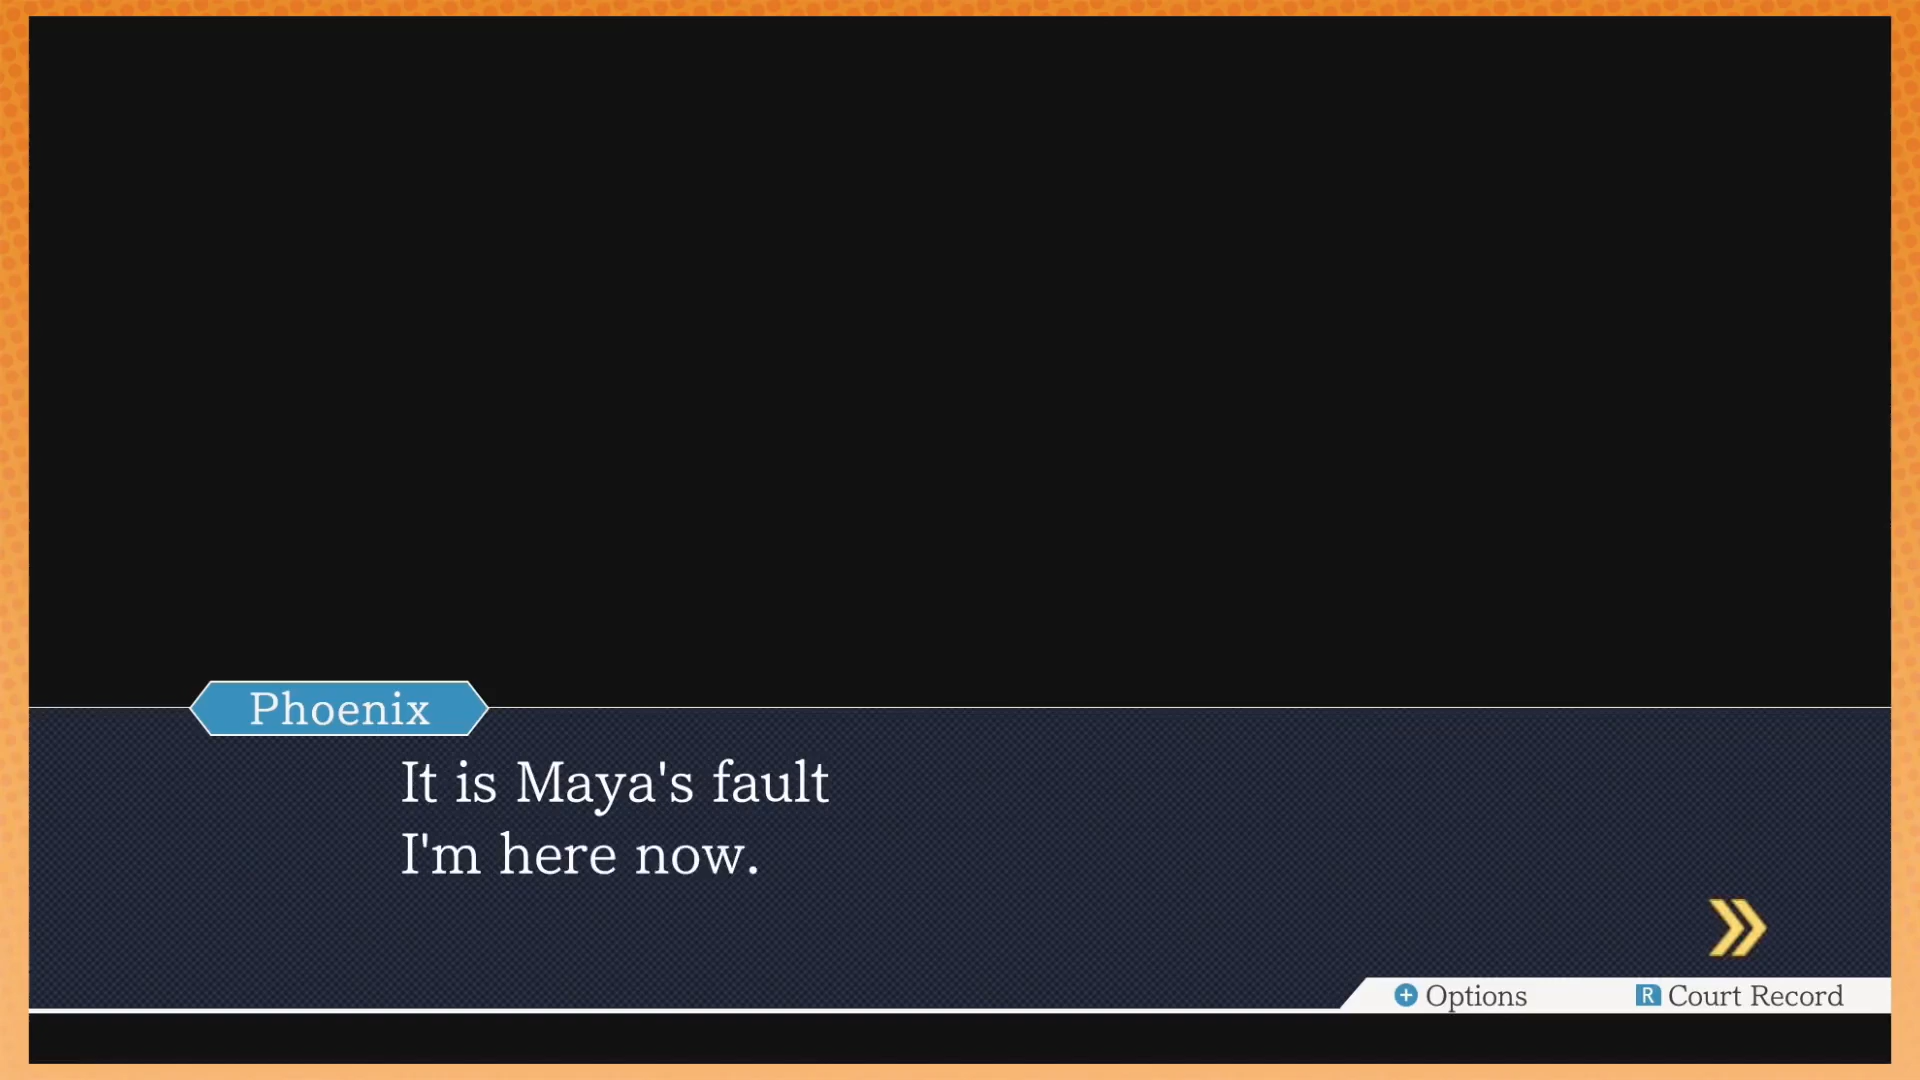 Phoenix
It is Maya's fault
I'm here now.
+ Options
R Court Record